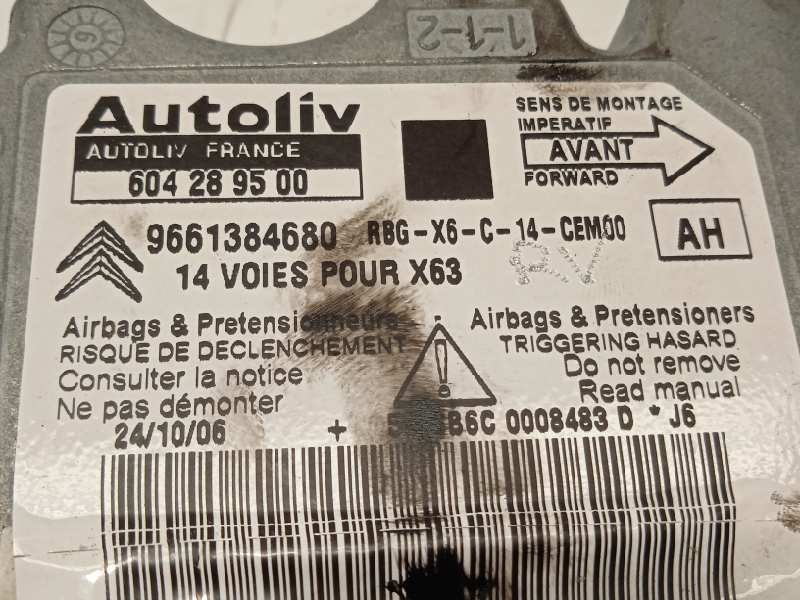 1-1-2
Autoliv
AUTOLIV FRANCE
604 28 95 00
SENS DE MONTAGE
IMPERATIF
AVANT
FORWARD
9661384680 RBG-X6-C-14-CEM00
AH
14 VOIES POUR X63
RV
Airbags & Pretensionneurs
RISQUE DE DECLENCHEMENT
Consulter la notice
Ne pas démonter
Airbags & Pretensioners
TRIGGERING HASARD
Do not remove
Read manual
24/10/06 + 0008483 D * J6